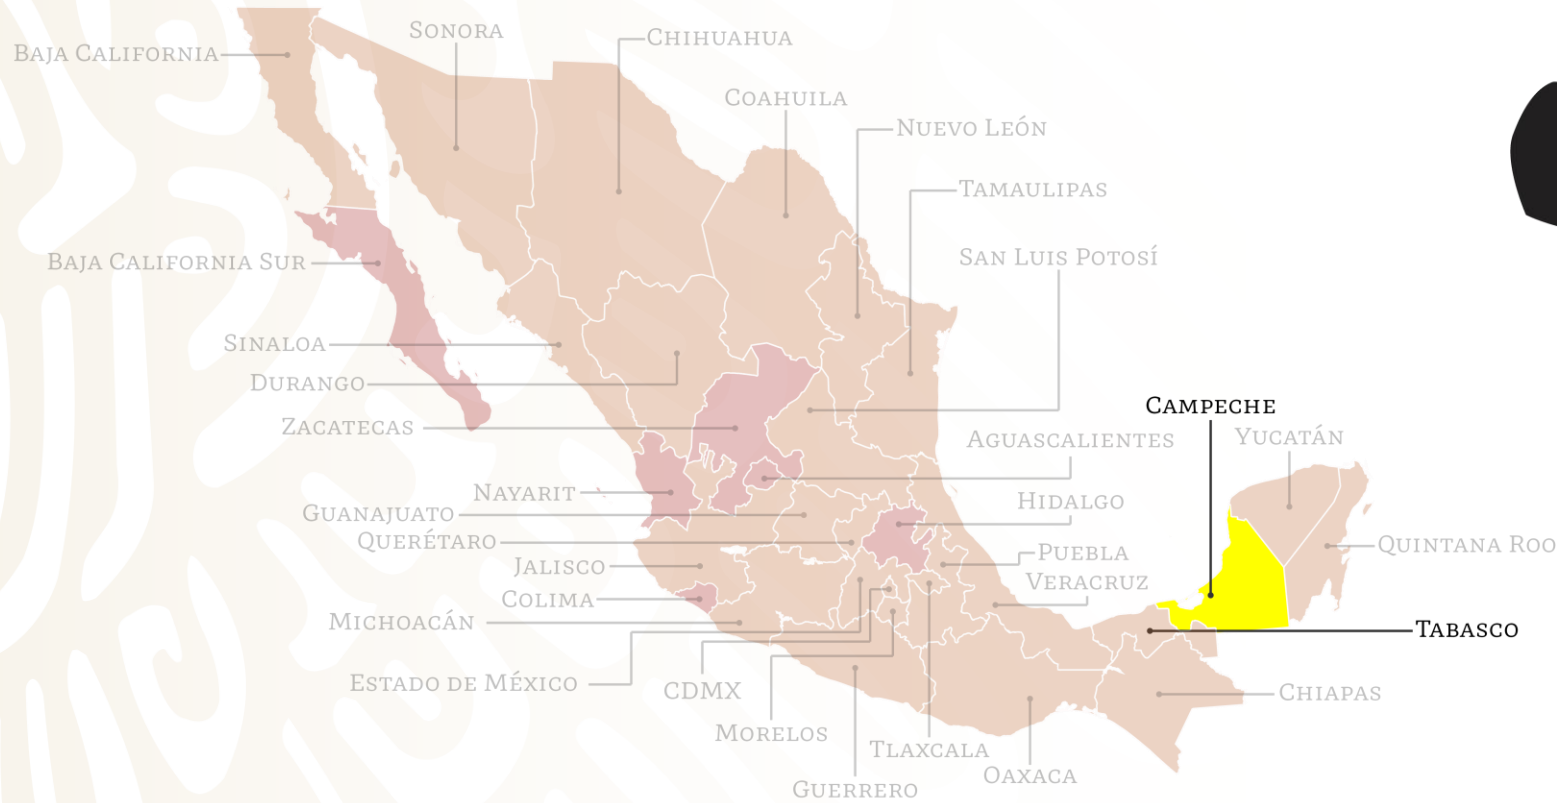 Sonora
Chihuahua
Baja California
Coahuila
Nuevo León
Tamaulipas
San Luis Potosí
Baja California Sur
Sinaloa
Durango
Campeche
Zacatecas
Aguascalientes
Yucatán
Nayarit
Hidalgo
Guanajuato
Querétaro
Quintana Roo
Puebla
Jalisco
Veracruz
Colima
Michoacán
Tabasco
Estado de México
CDMX
Chiapas
Morelos
Tlaxcala
Oaxaca
Guerrero